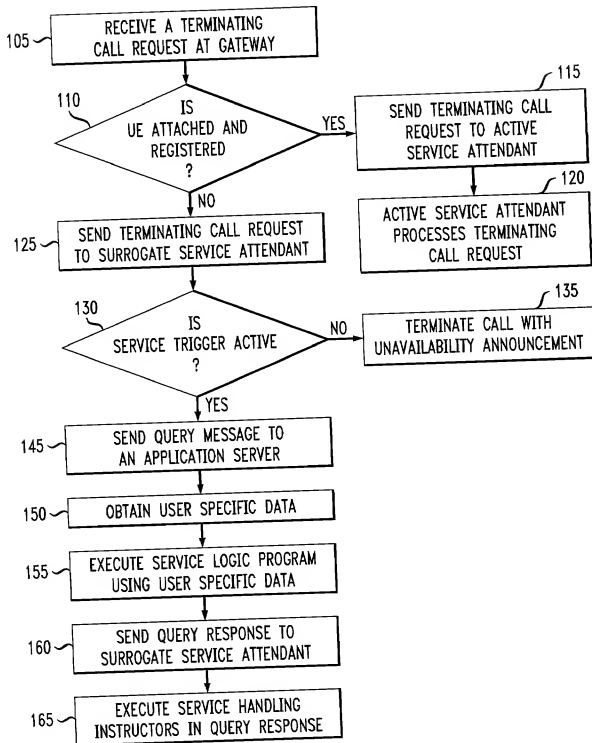 105
RECEIVE A TERMINATING
CALL REQUEST AT GATEWAY
110
IS
UE ATTACHED AND
REGISTERED
?
YES
NO
115
SEND TERMINATING CALL
REQUEST TO ACTIVE
SERVICE ATTENDANT
120
ACTIVE SERVICE ATTENDANT
PROCESSES TERMINATING
CALL REQUEST
125
SEND TERMINATING CALL REQUEST
TO SURROGATE SERVICE ATTENDANT
130
IS
SERVICE TRIGGER ACTIVE
?
NO
YES
135
TERMINATE CALL WITH
UNAVAILABILITY ANNOUNCEMENT
145
SEND QUERY MESSAGE TO
AN APPLICATION SERVER
150
OBTAIN USER SPECIFIC DATA
155
EXECUTE SERVICE LOGIC PROGRAM
USING USER SPECIFIC DATA
160
SEND QUERY RESPONSE TO
SURROGATE SERVICE ATTENDANT
165
EXECUTE SERVICE HANDLING
INSTRUCTORS IN QUERY RESPONSE